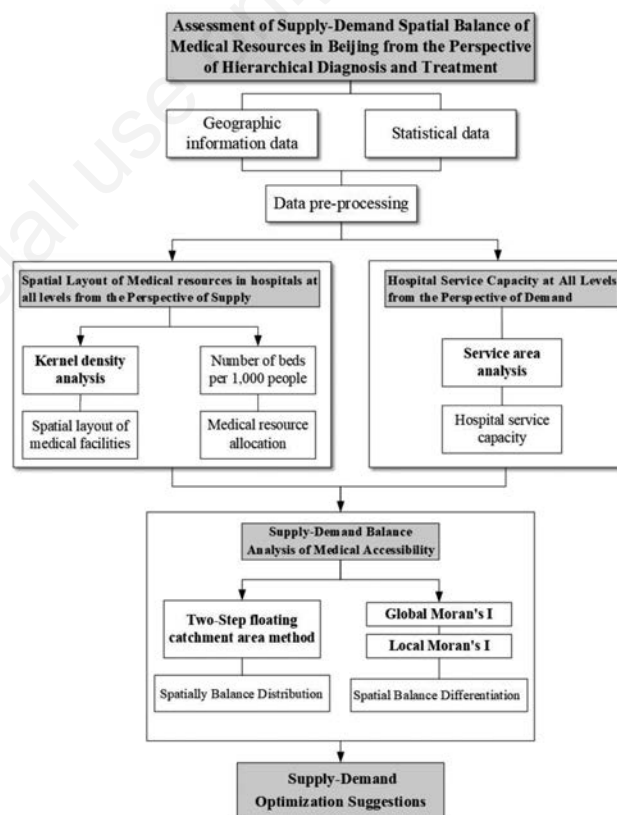 Assessment of Supply-Demand Spatial Balance of
Medical Resources in Beijing from the Perspective
of Hierarchical Diagnosis and Treatment
Geographic
information data
Statistical data
Data pre-processing
Spatial Layout of Medical resources in hospitals at
all levels from the Perspective of Supply
Kernel density
analysis
Number of beds
per 1,000 people
Spatial layout of
medical facilities
Medical resource
allocation
Hospital Service Capacity at All Levels
from the Perspective of Demand
Service area
analysis
Hospital service
capacity
Supply-Demand Balance
Analysis of Medical Accessibility
Two-Step floating
catchment area method
Global Moran's I
Local Moran's I
Spatially Balance Distribution
Spatial Balance Differentiation
Supply-Demand
Optimization Suggestions
use